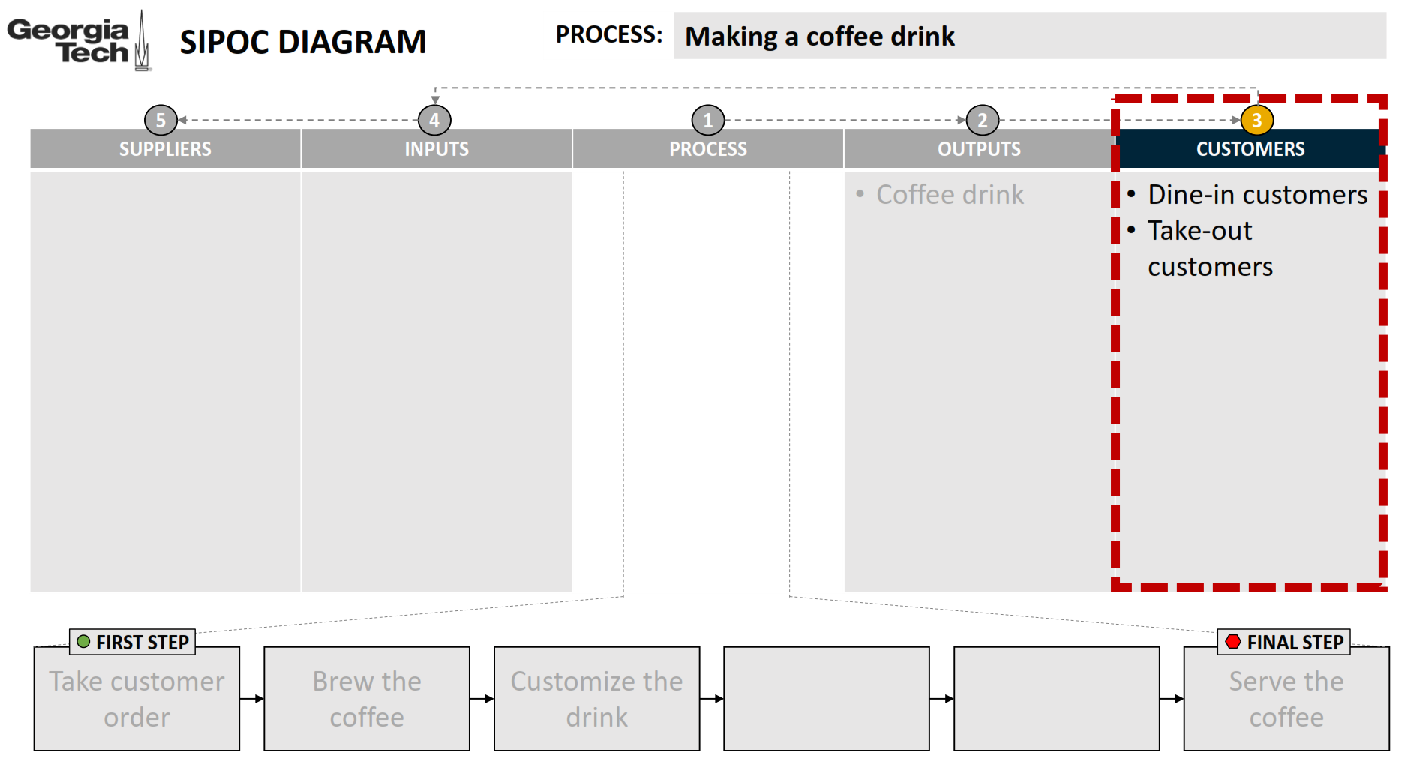 Georgia
Tech
SIPOC DIAGRAM
PROCESS:
Making a coffee drink
5
4
1
2
3
SUPPLIERS
INPUTS
PROCESS
OUTPUTS
CUSTOMERS
• Coffee drink
• Dine-in customers
• Take-out
customers
FIRST STEP
FINAL STEP
Take customer
order
Brew the
coffee
Customize the
drink
Serve the
coffee